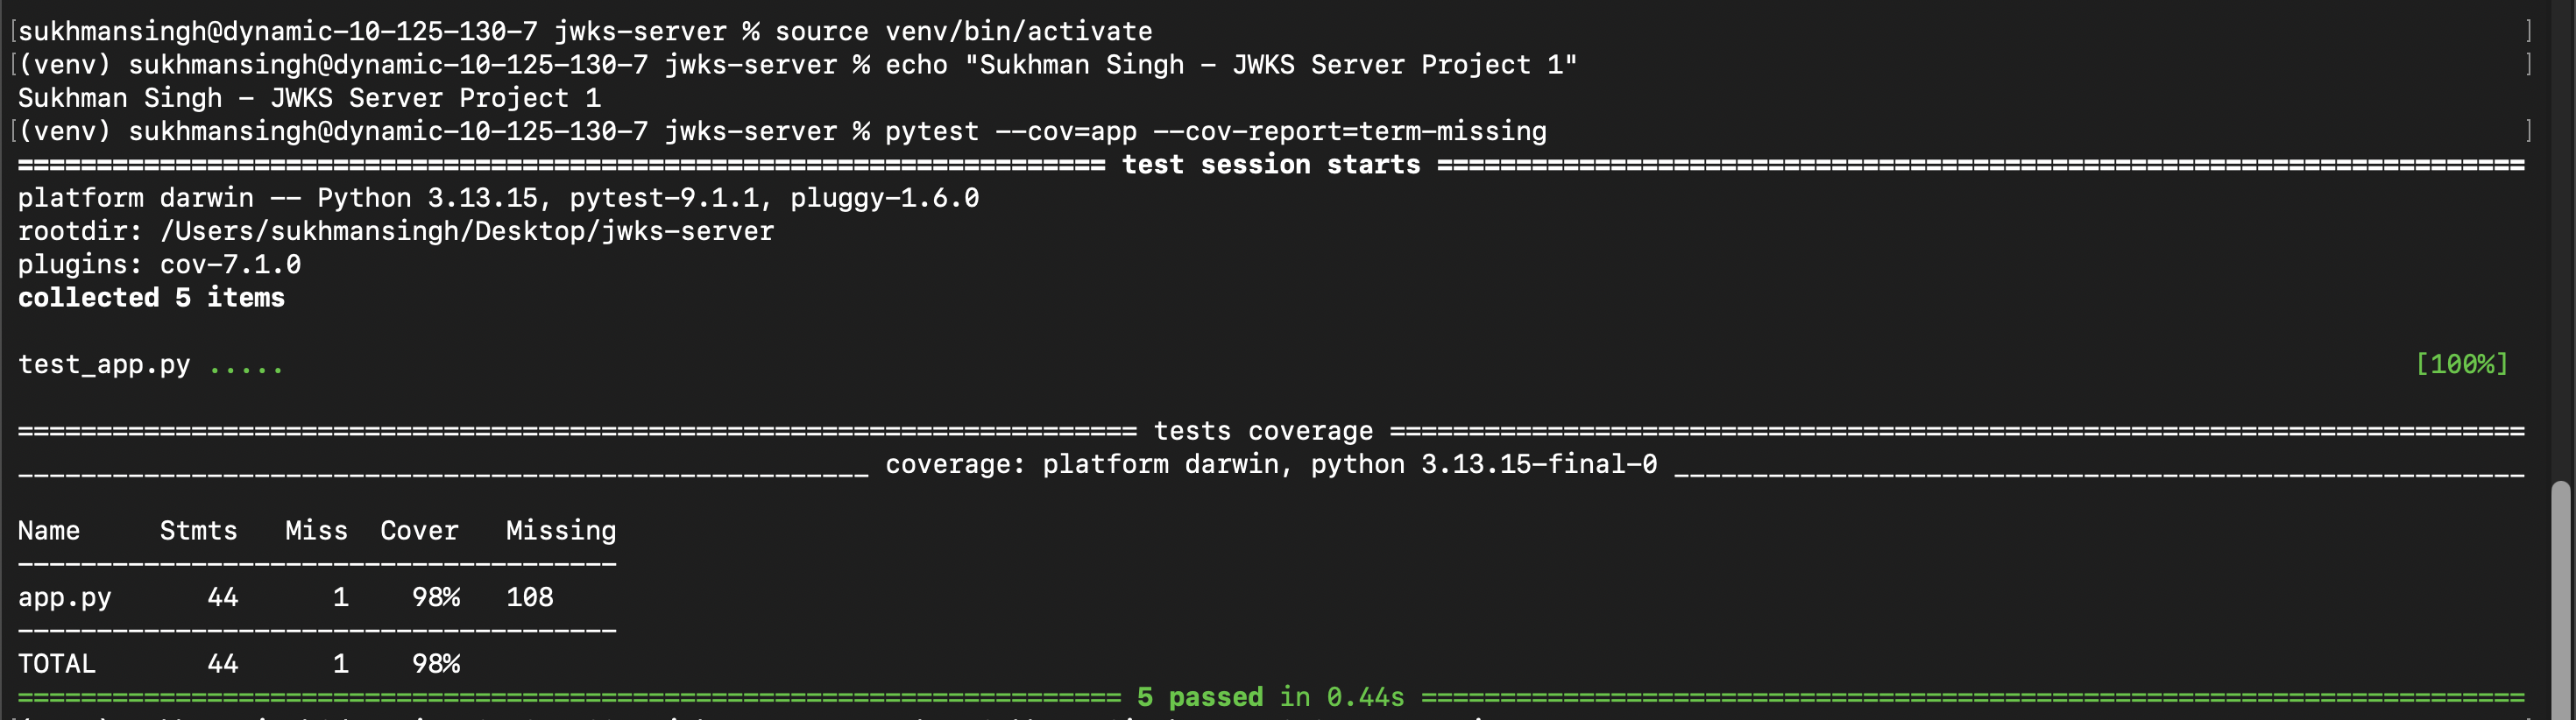 [sukhmansingh@dynamic-10-125-130-7 jwks-server % source venv/bin/activate ]
[(venv) sukhmansingh@dynamic-10-125-130-7 jwks-server % echo "Sukhman Singh – JWKS Server Project 1" ]
Sukhman Singh – JWKS Server Project 1
[(venv) sukhmansingh@dynamic-10-125-130-7 jwks-server % pytest --cov=app --cov-report=term-missing ]
===================================================================== test session starts =====================================================================
platform darwin -- Python 3.13.15, pytest-9.1.1, pluggy-1.6.0
rootdir: /Users/sukhmansingh/Desktop/jwks-server
plugins: cov-7.1.0
collected 5 items
test_app.py ..... [100%]
======================================================================= tests coverage ========================================================================
______________________________________________________ coverage: platform darwin, python 3.13.15-final-0 ______________________________________________________
Name     Stmts   Miss  Cover   Missing
--------------------------------------
app.py      44      1    98%   108
--------------------------------------
TOTAL       44      1    98%
====================================================================== 5 passed in 0.44s ======================================================================